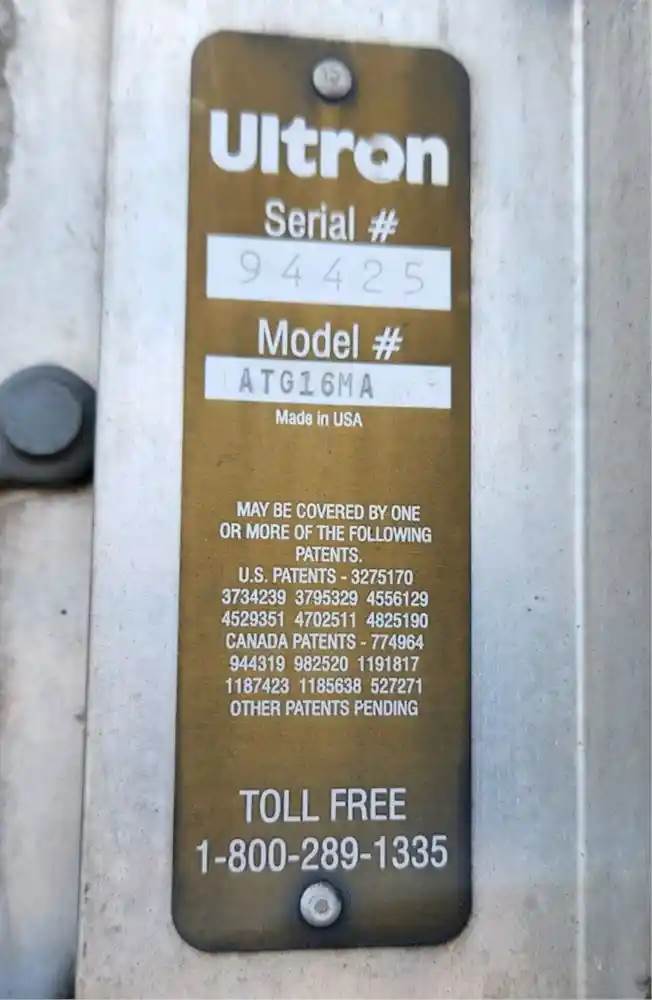 Ultron
Serial #
94425
Model #
ATG16MA
Made in USA
MAY BE COVERED BY ONE
OR MORE OF THE FOLLOWING
PATENTS.
U.S. PATENTS - 3275170
3734239 3795329 4556129
4529351 4702511 4825190
CANADA PATENTS - 774964
944319 982520 1191817
1187423 1185638 527271
OTHER PATENTS PENDING
TOLL FREE
1-800-289-1335